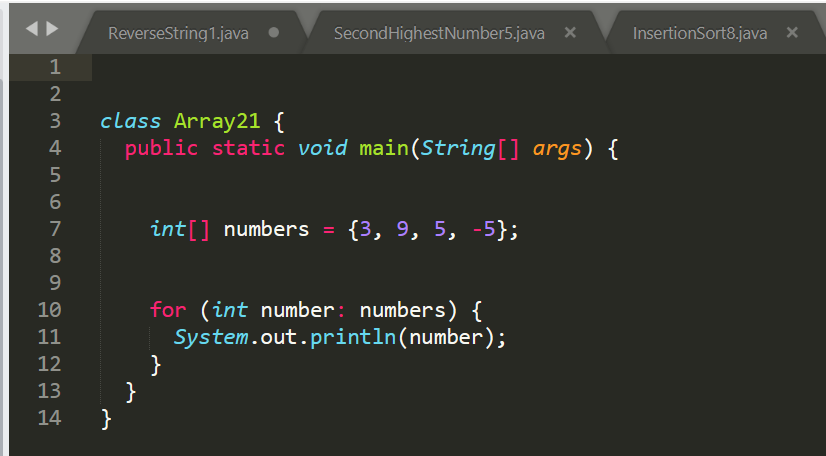 ReverseString1.java SecondHighestNumber5.java × InsertionSort8.java ×
1
2
3 class Array21 {
4 public static void main(String[] args) {
5
6
7 int[] numbers = {3, 9, 5, -5};
8
9
10 for (int number: numbers) {
11 System.out.println(number);
12 }
13 }
14 }